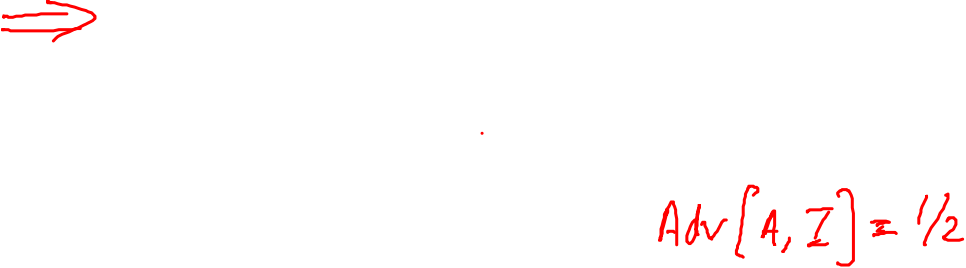 ⇒
Adv[A, I] = 1/2